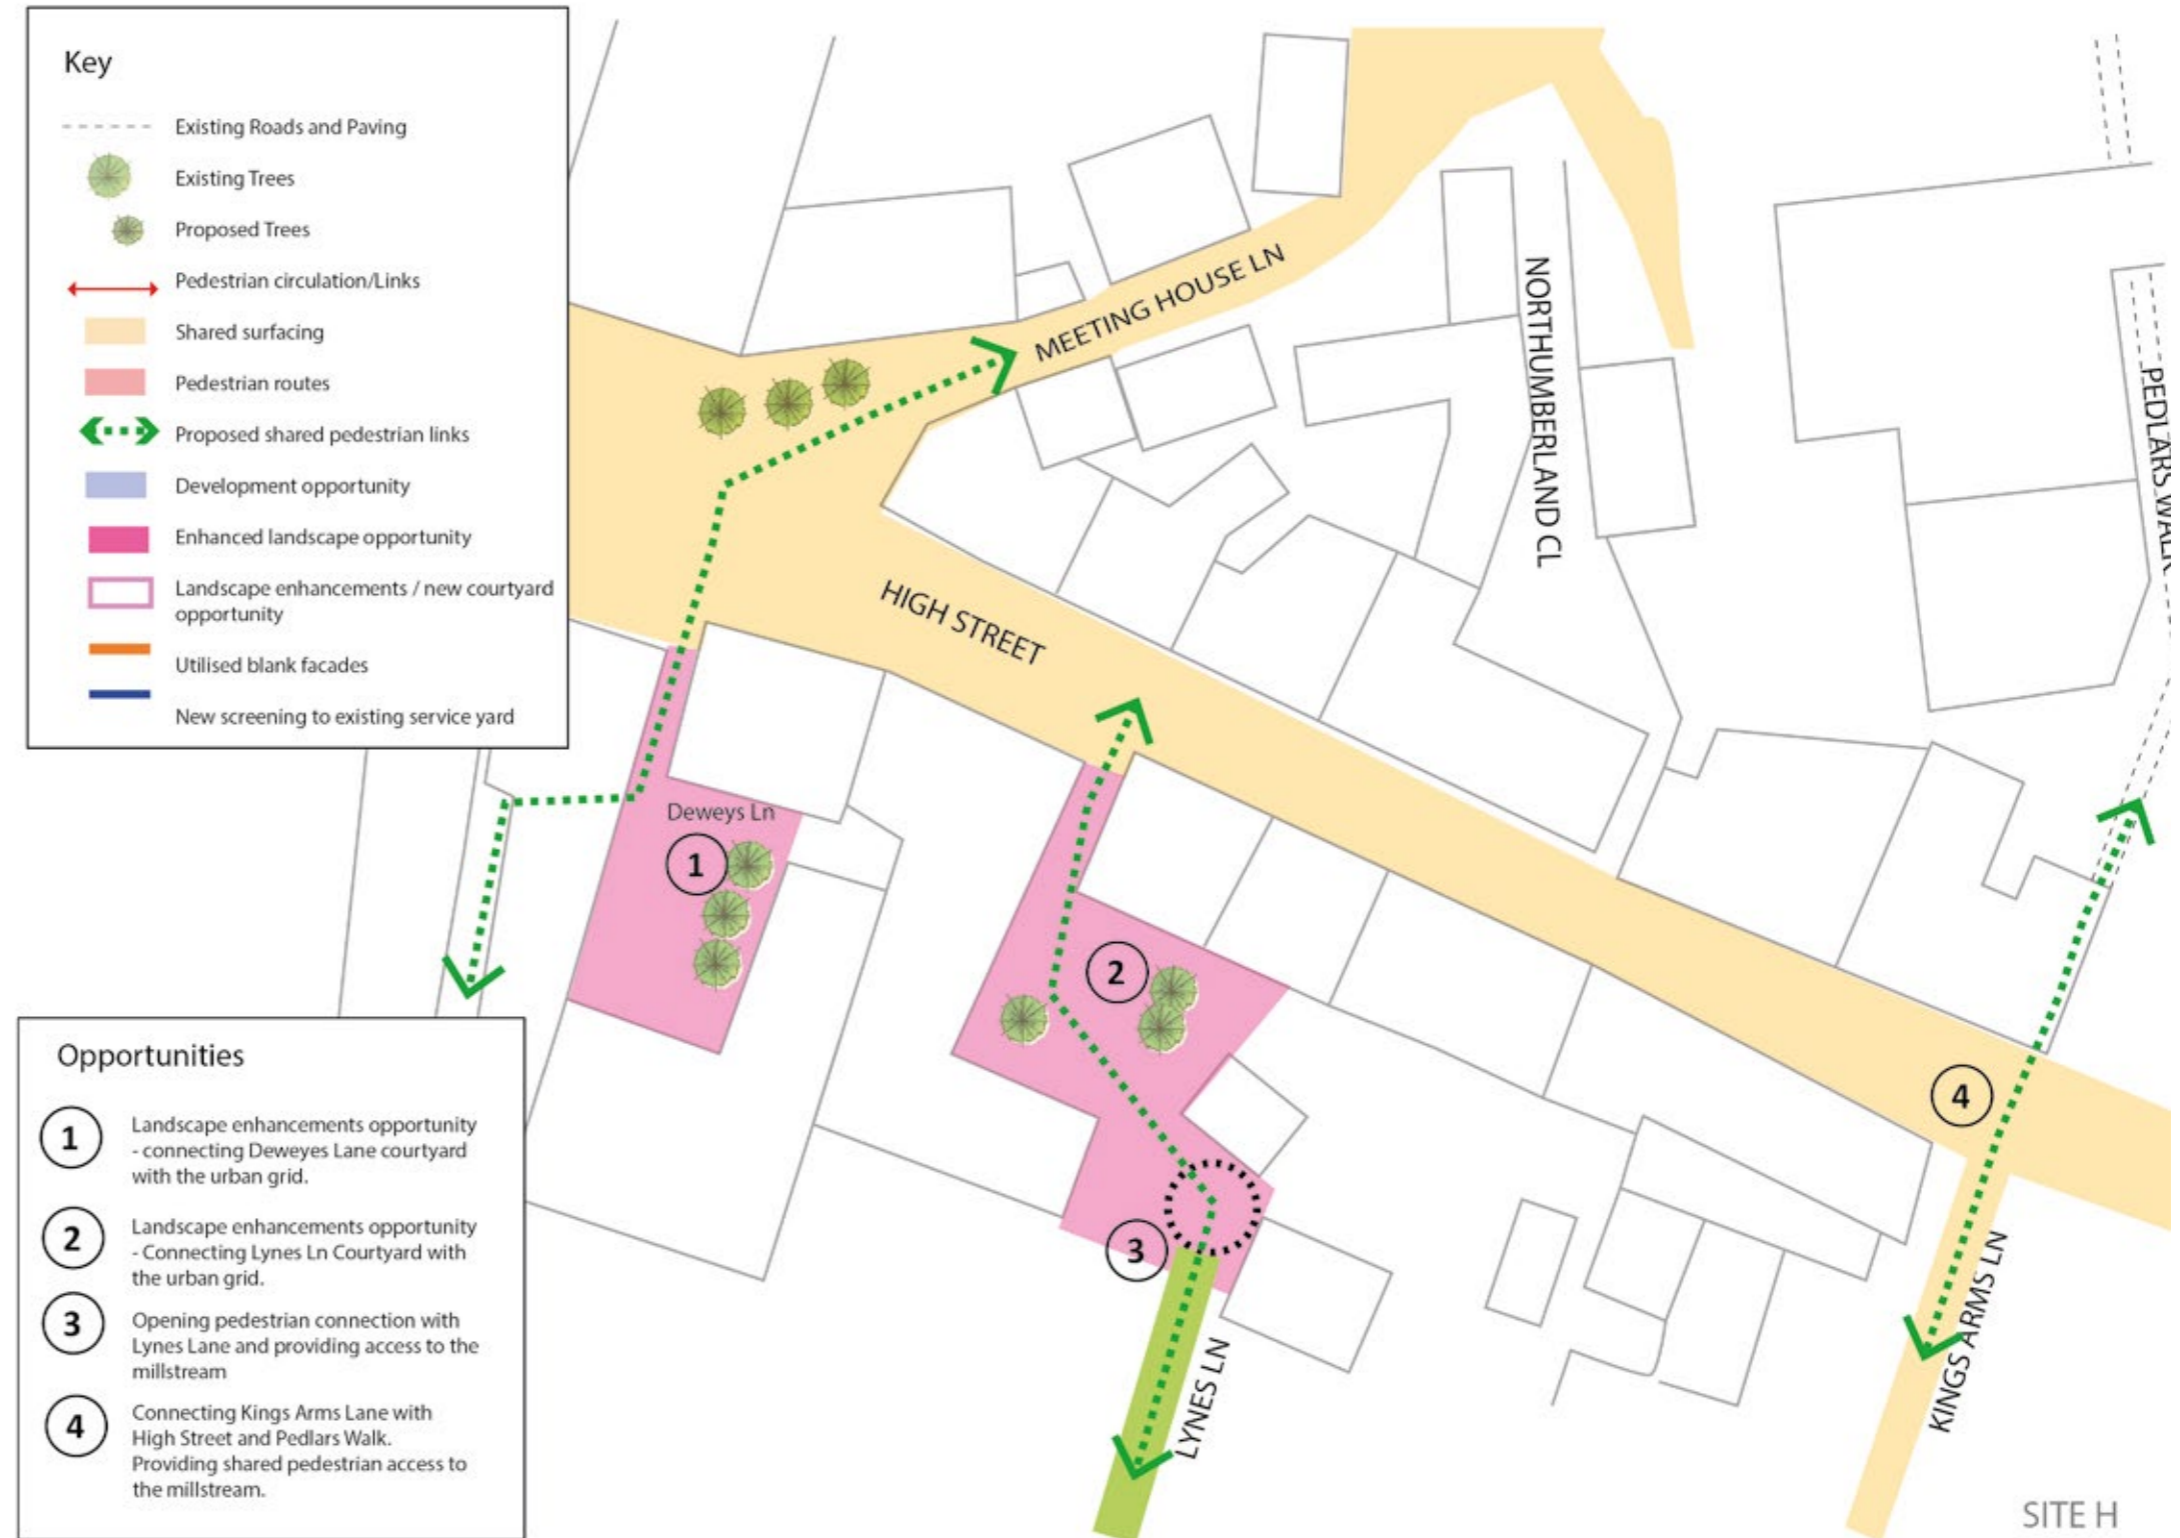 Key
Existing Roads and Paving
Existing Trees
Proposed Trees
Pedestrian circulation/Links
Shared surfacing
Pedestrian routes
Proposed shared pedestrian links
Development opportunity
Enhanced landscape opportunity
Landscape enhancements / new courtyard
opportunity
Utilised blank facades
New screening to existing service yard
MEETING HOUSE LN
NORTHUMBERLAND CL
PEDLARS WALK
HIGH STREET
Deweys Ln
1
2
3
4
LYNES LN
KINGS ARMS LN
Opportunities
1
Landscape enhancements opportunity
- connecting Deweyes Lane courtyard
with the urban grid.
2
Landscape enhancements opportunity
- Connecting Lynes Ln Courtyard with
the urban grid.
3
Opening pedestrian connection with
Lynes Lane and providing access to the
millstream
4
Connecting Kings Arms Lane with
High Street and Pedlars Walk.
Providing shared pedestrian access to
the millstream.
SITE H